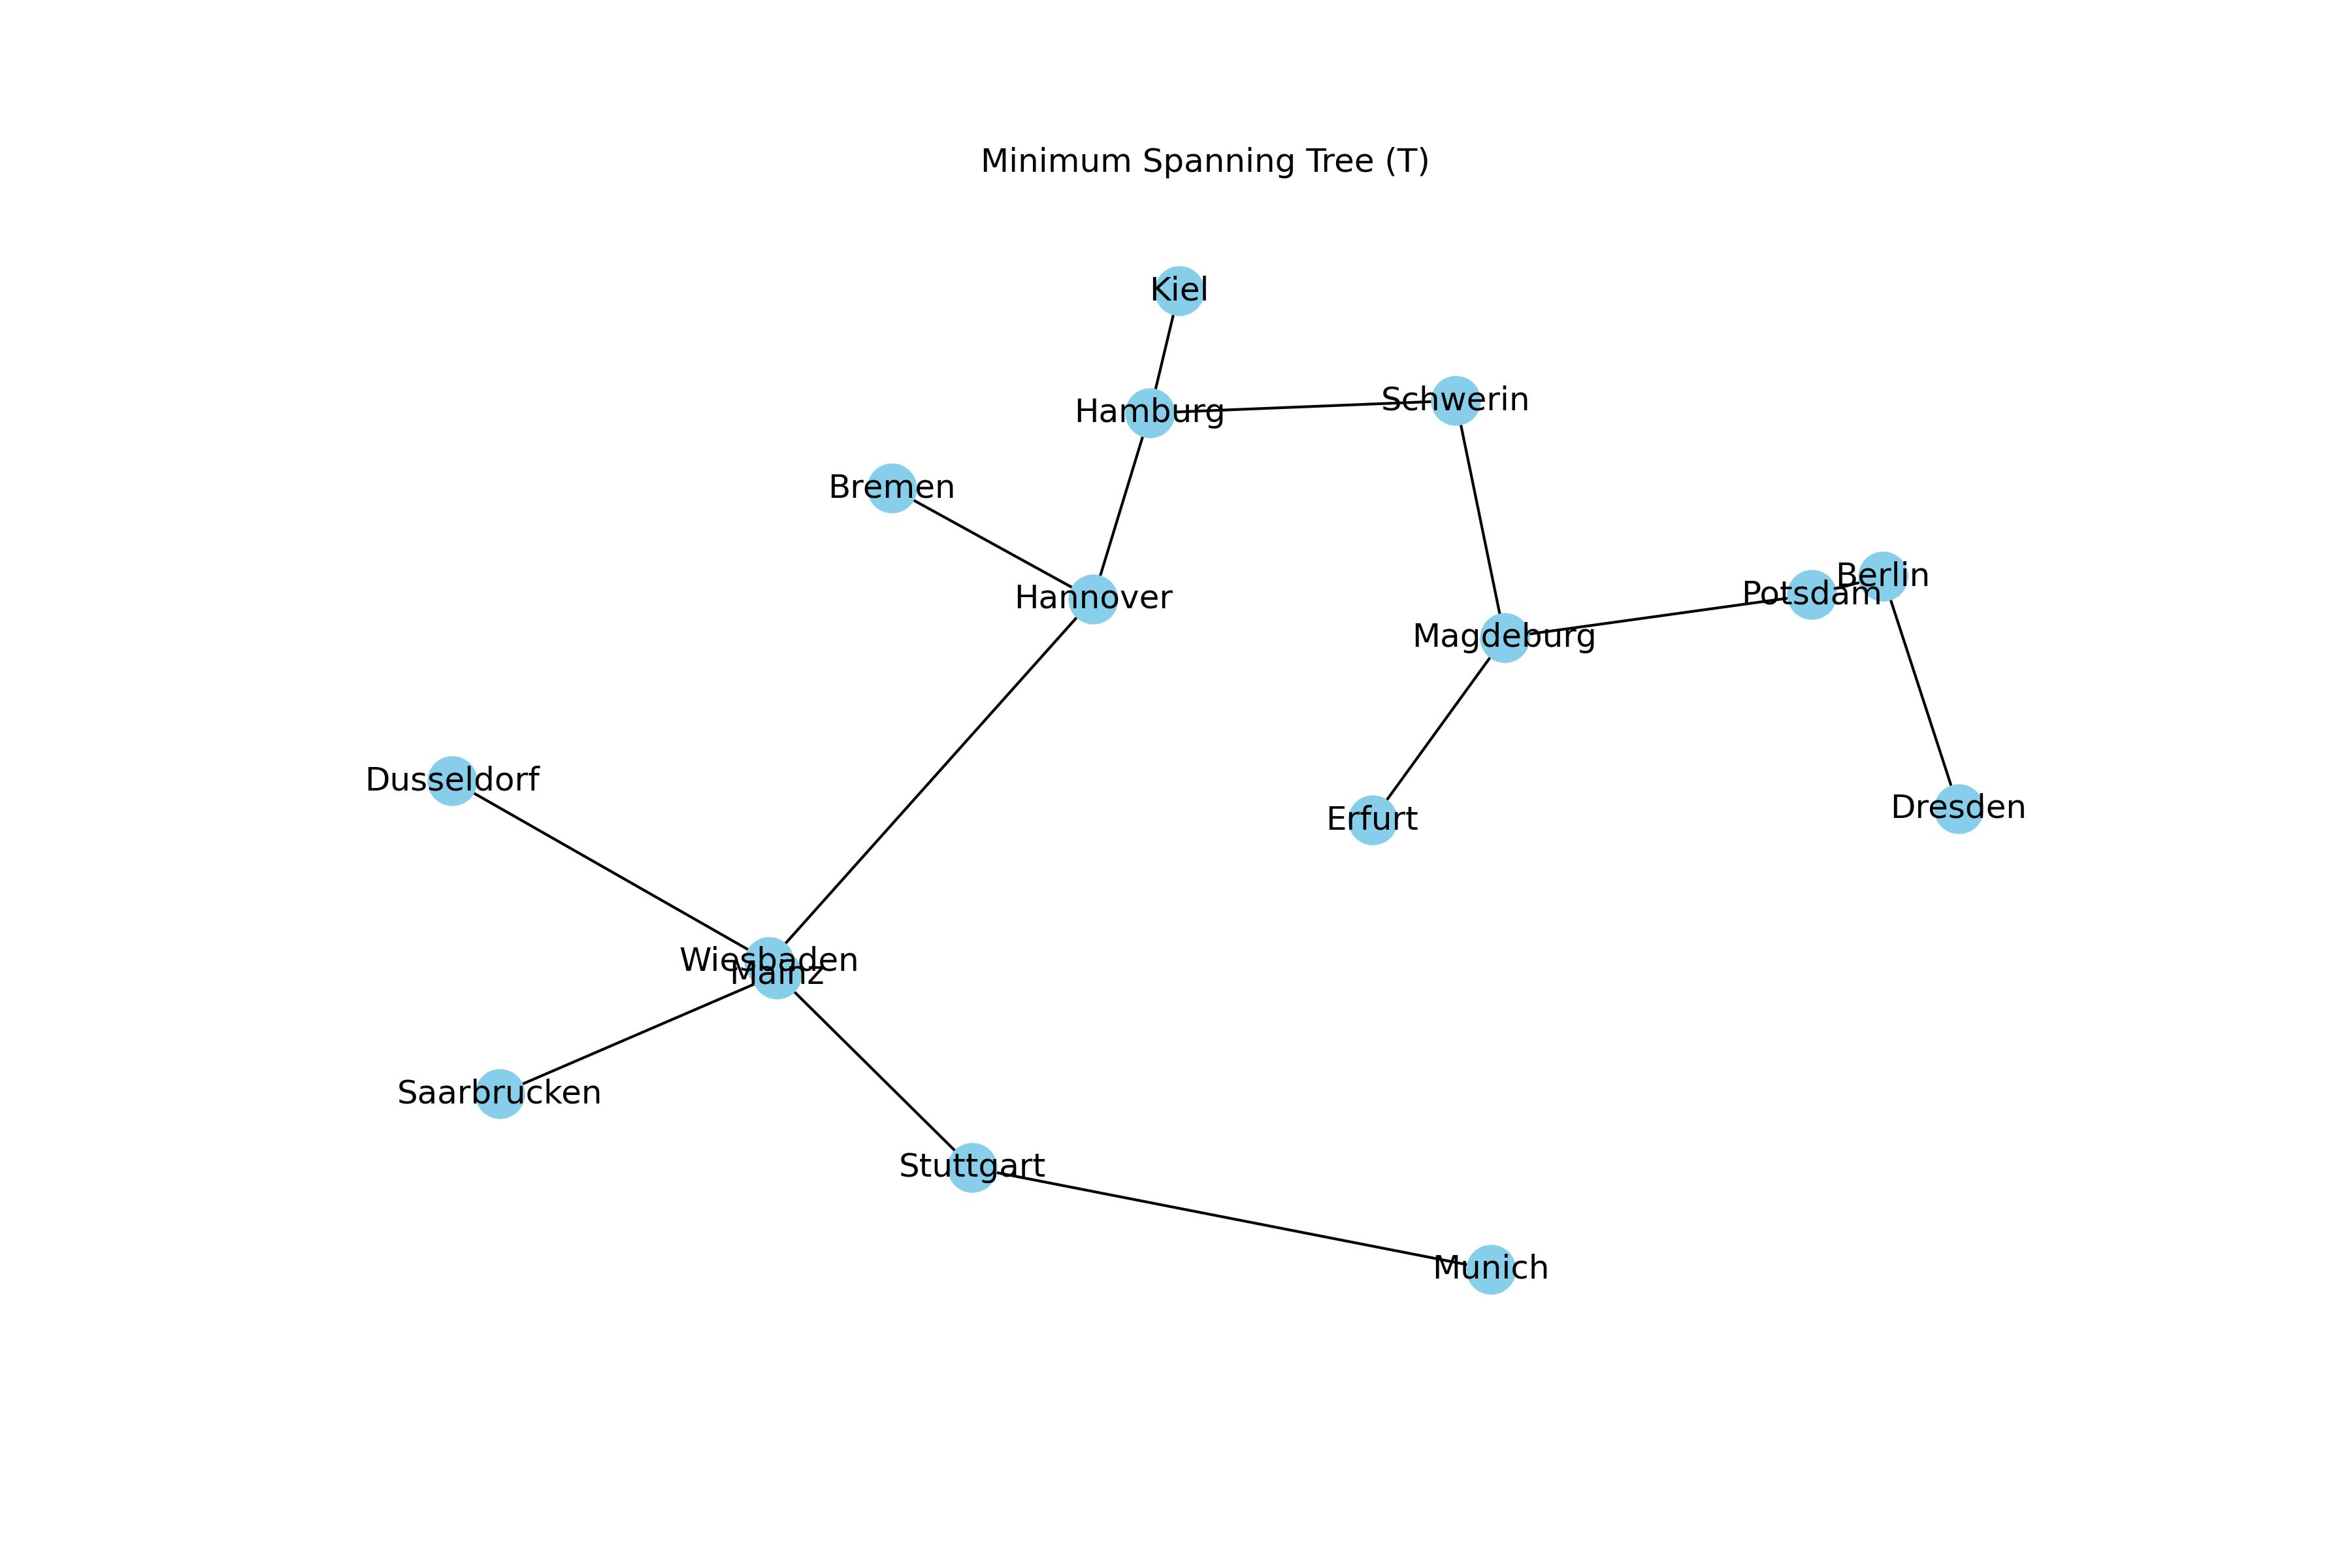 Minimum Spanning Tree (T)
Kiel
Schwerin
Hamburg
Bremen
Berlin
Potsdam
Hannover
Magdeburg
Dusseldorf
Dresden
Erfurt
Wiesbaden
Mainz
Saarbrucken
Stuttgart
Munich